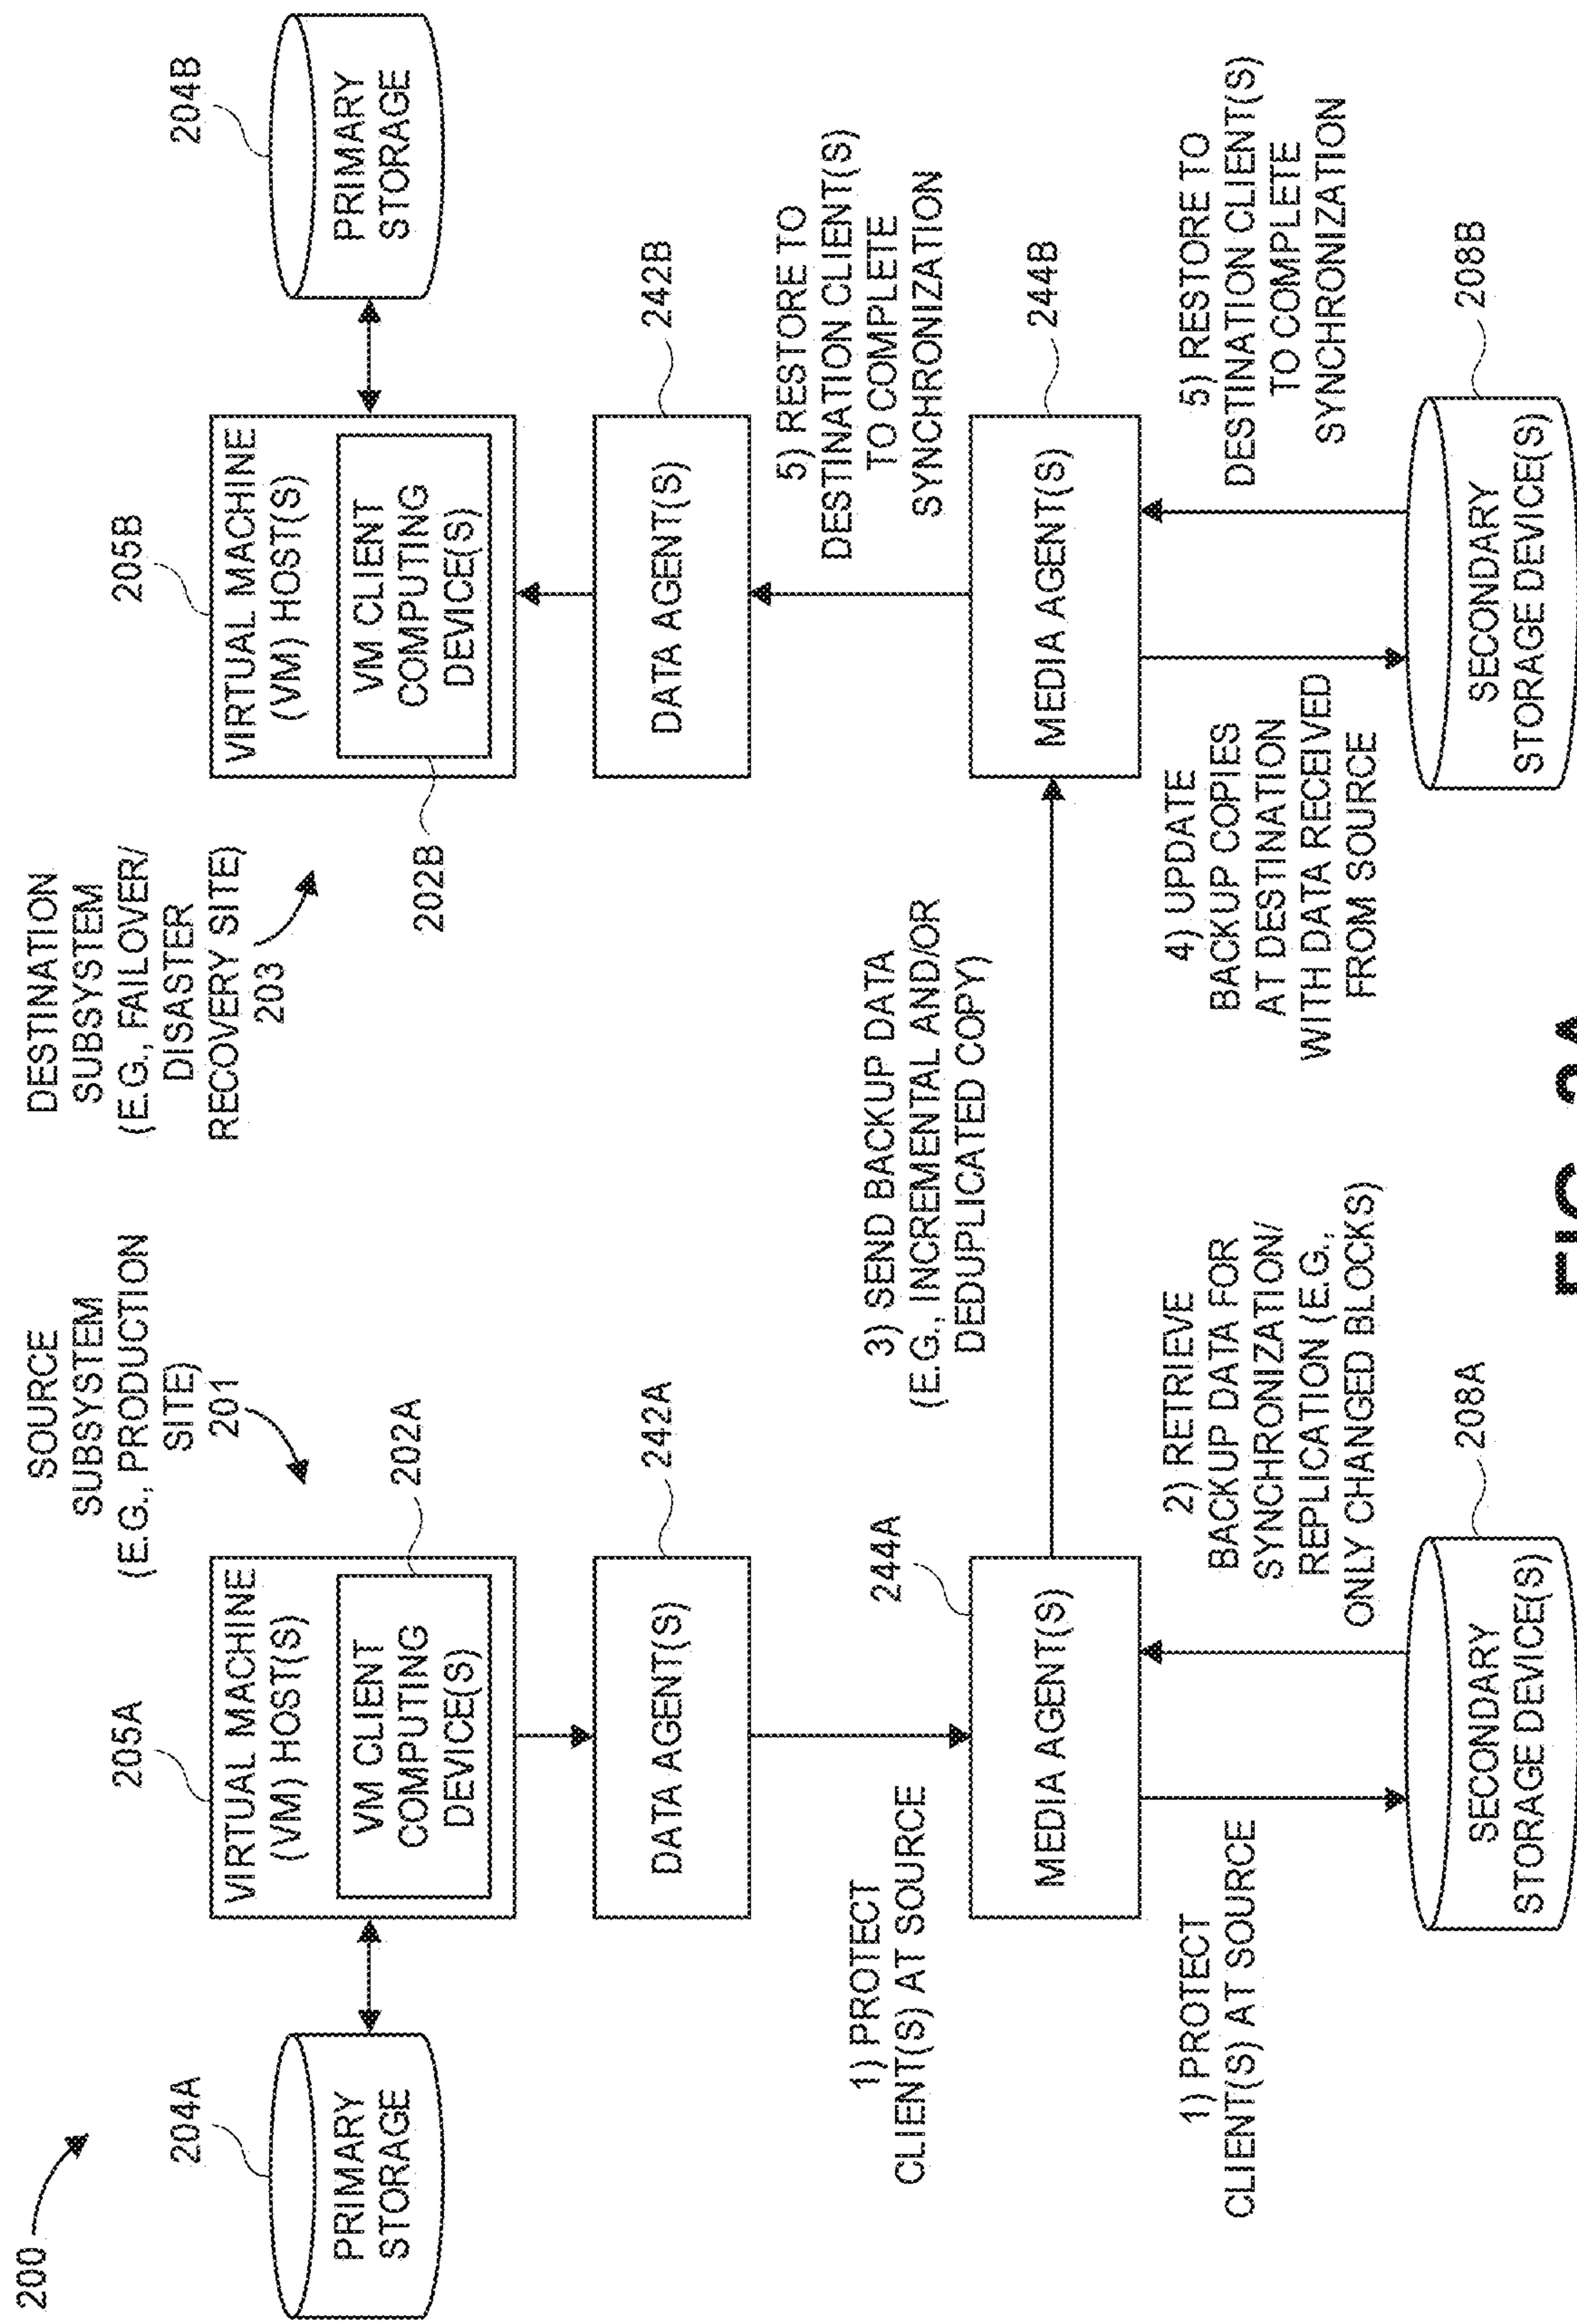 200
SOURCE
SUBSYSTEM
(E.G., PRODUCTION
SITE)
201
DESTINATION
SUBSYSTEM
(E.G., FAILOVER/
DISASTER
RECOVERY SITE)
203
204A
PRIMARY
STORAGE
205A
VIRTUAL MACHINE
(VM) HOST(S)
VM CLIENT
COMPUTING
DEVICE(S)
202A
205B
VIRTUAL MACHINE
(VM) HOST(S)
VM CLIENT
COMPUTING
DEVICE(S)
202B
204B
PRIMARY
STORAGE
DATA AGENT(S)
242A
DATA AGENT(S)
242B
1) PROTECT
CLIENT(S) AT SOURCE
3) SEND BACKUP DATA
(E.G., INCREMENTAL AND/OR
DEDUPLICATED COPY)
5) RESTORE TO
DESTINATION CLIENT(S)
TO COMPLETE
SYNCHRONIZATION
244A
MEDIA AGENT(S)
MEDIA AGENT(S)
244B
1) PROTECT
CLIENT(S) AT SOURCE
2) RETRIEVE
BACKUP DATA FOR
SYNCHRONIZATION/
REPLICATION (E.G.,
ONLY CHANGED BLOCKS)
4) UPDATE
BACKUP COPIES
AT DESTINATION
WITH DATA RECEIVED
FROM SOURCE
5) RESTORE TO
DESTINATION CLIENT(S)
TO COMPLETE
SYNCHRONIZATION
SECONDARY
STORAGE DEVICE(S)
208A
SECONDARY
STORAGE DEVICE(S)
208B